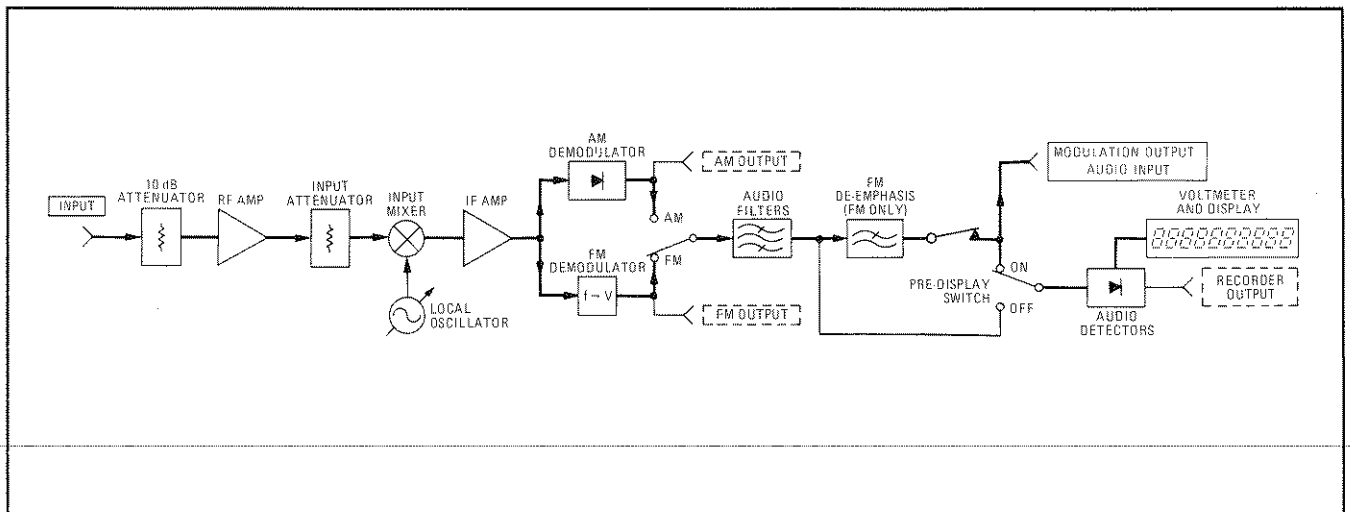 INPUT
10 dB
ATTENUATOR
RF AMP
INPUT
ATTENUATOR
INPUT
MIXER
LOCAL
OSCILLATOR
IF AMP
AM
DEMODULATOR
AM OUTPUT
AM
FM
FM
DEMODULATOR
f → V
FM OUTPUT
AUDIO
FILTERS
FM
DE-EMPHASIS
(FM ONLY)
MODULATION OUTPUT
AUDIO INPUT
VOLTMETER
AND DISPLAY
8888888888
ON
PRE-DISPLAY
SWITCH
OFF
AUDIO
DETECTORS
RECORDER
OUTPUT